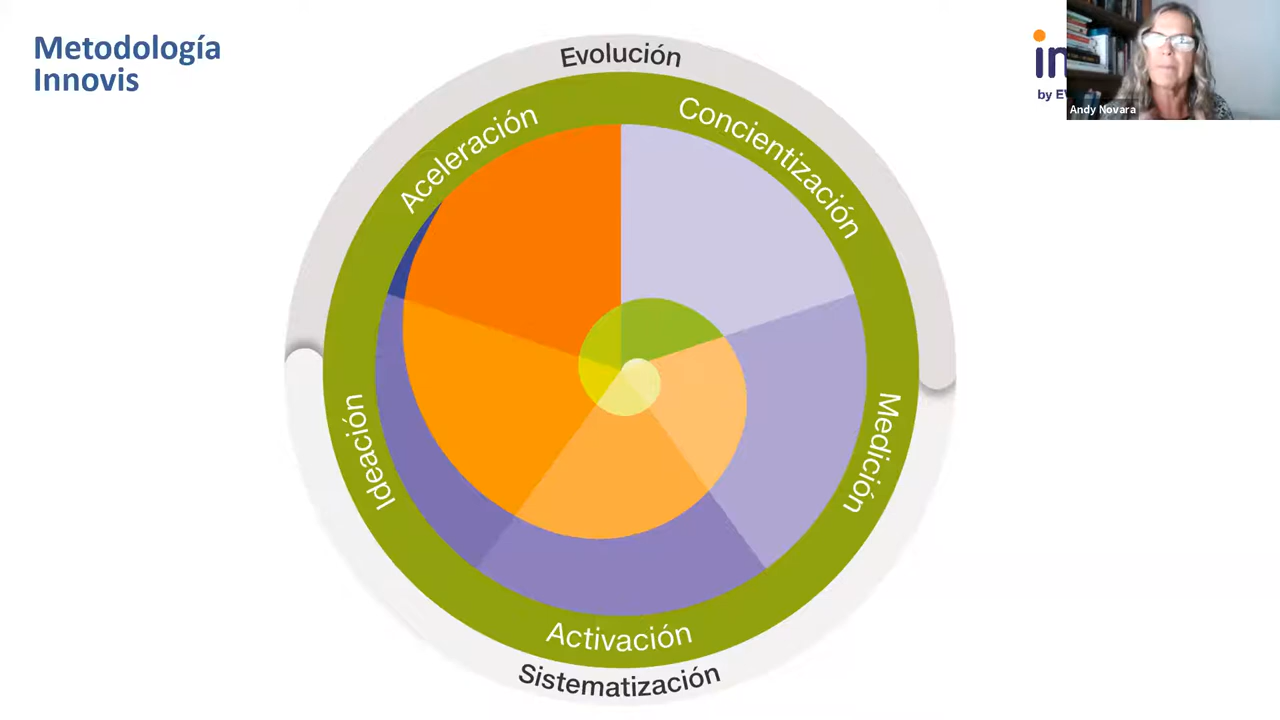 Metodología
Innovis
Evolución
Aceleración
Concientización
Ideación
Medición
Activación
Sistematización
by
Andy Novara